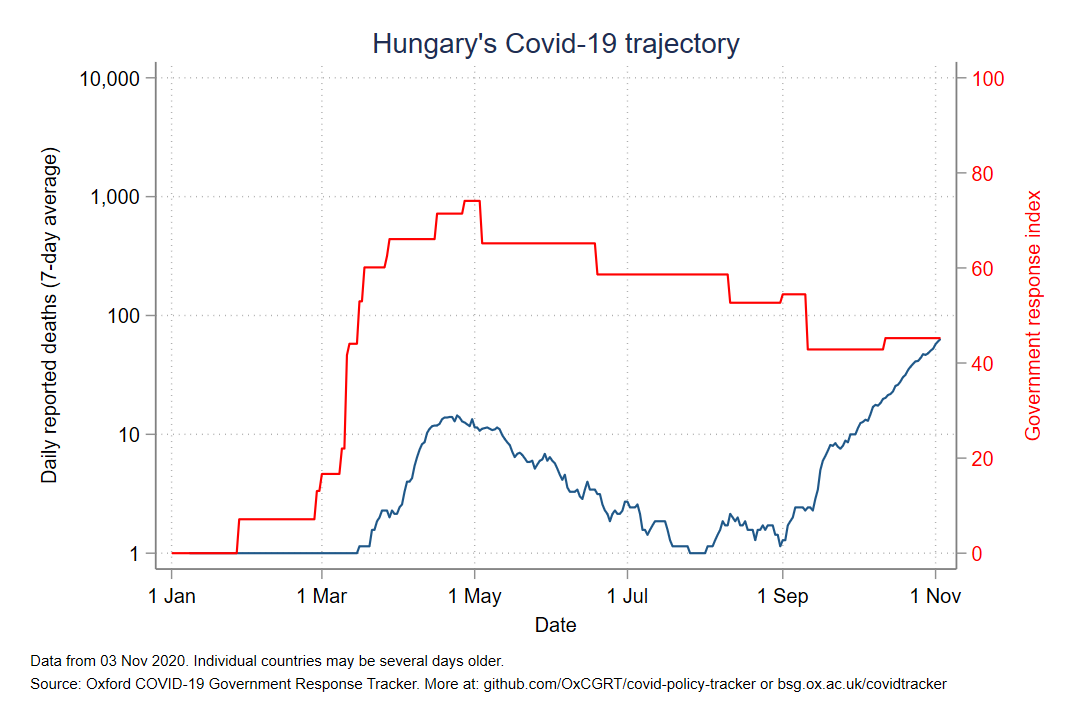 Hungary's Covid-19 trajectory
10,000
1,000
100
10
1
Daily reported deaths (7-day average)
100
80
60
40
20
0
Government response index
1 Jan
1 Mar
1 May
1 Jul
1 Sep
1 Nov
Date
Data from 03 Nov 2020. Individual countries may be several days older.
Source: Oxford COVID-19 Government Response Tracker. More at: github.com/OxCGRT/covid-policy-tracker or bsg.ox.ac.uk/covidtracker